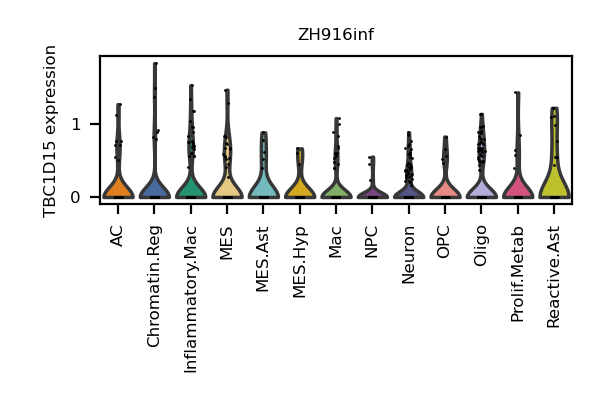 ZH916inf
TBC1D15 expression
1
0
AC
Chromatin.Reg
Inflammatory.Mac
MES
MES.Ast
MES.Hyp
Mac
NPC
Neuron
OPC
Oligo
Prolif.Metab
Reactive.Ast